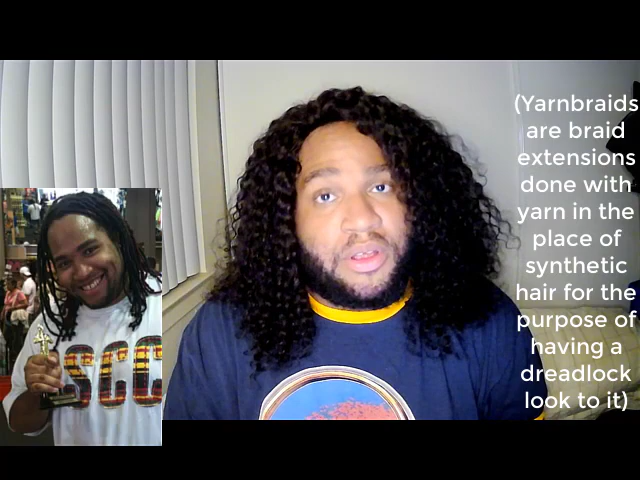 (Yarnbraids
are braid
extensions
done with
yarn in the
place of
synthetic
hair for the
purpose of
having a
dreadlock
look to it)
SCC